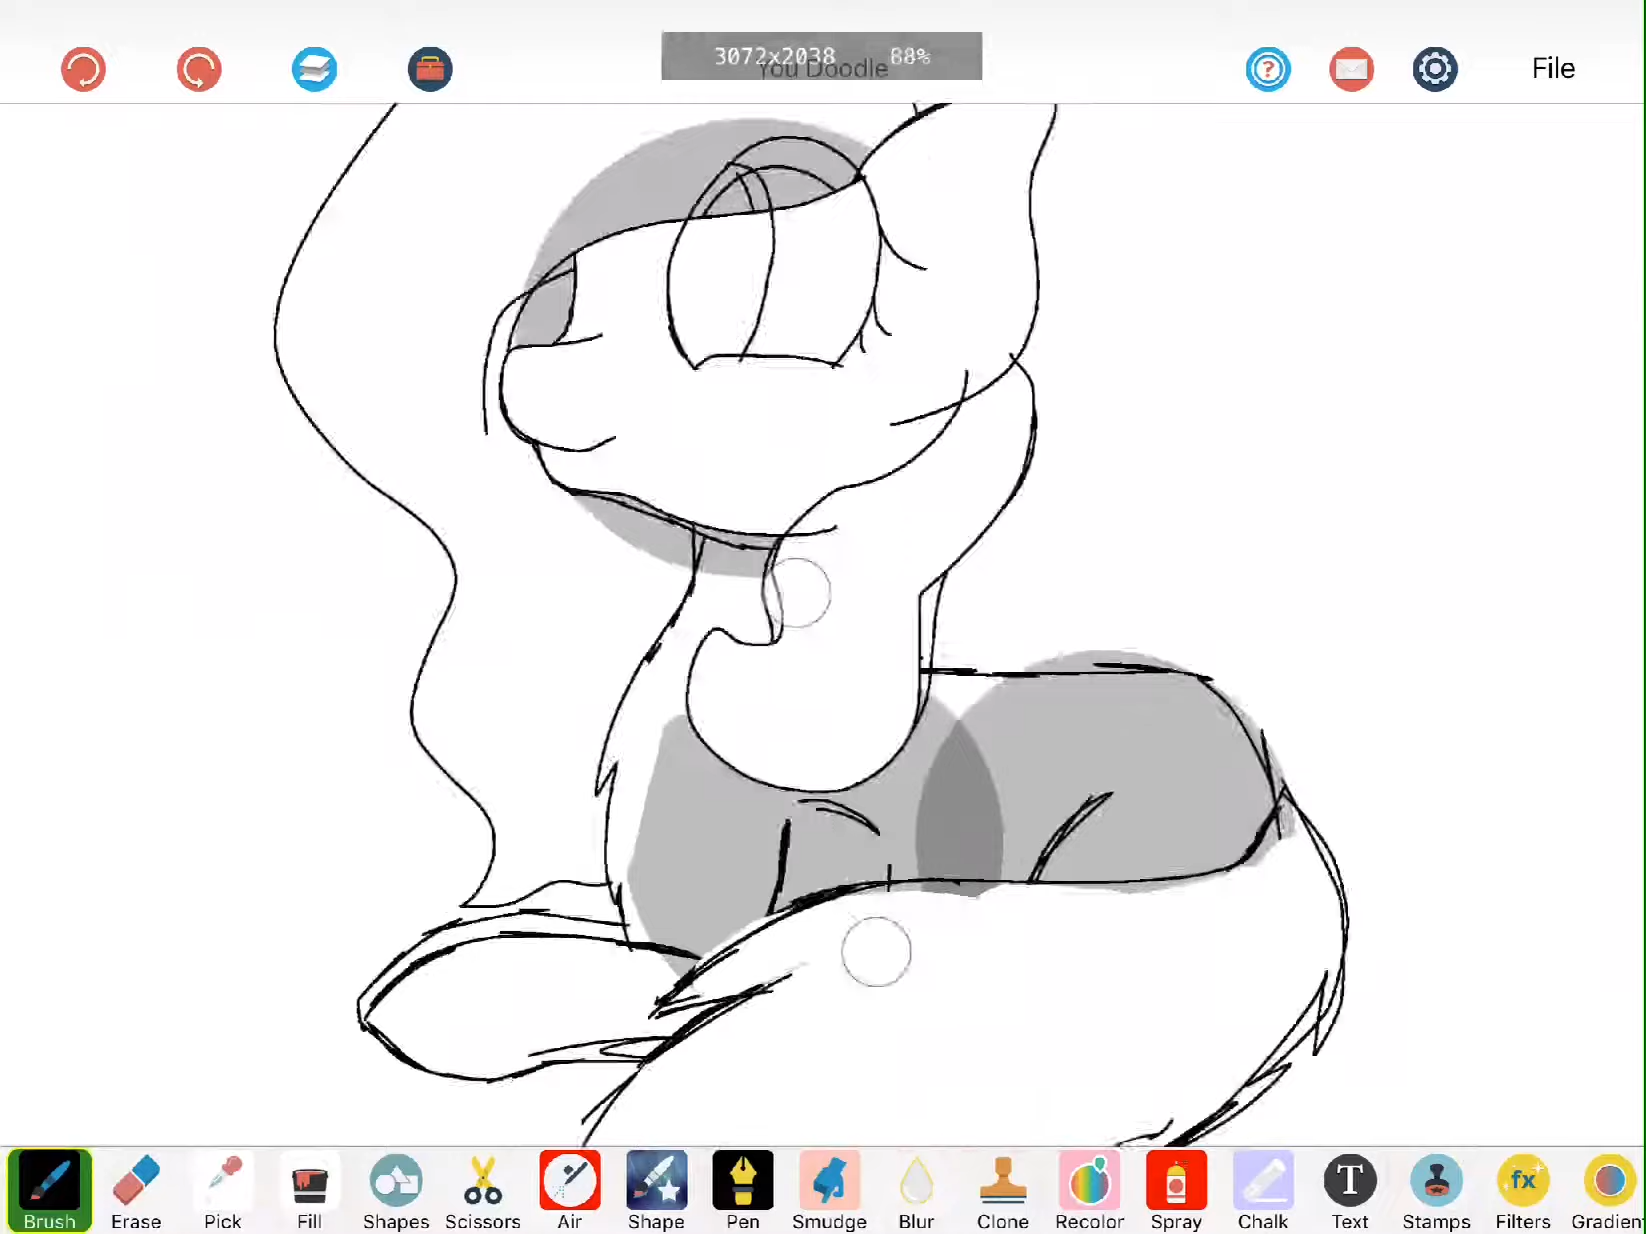 3072x2038 88%
You Doodle
File
Brush Erase Pick Fill Shapes Scissors Air Shape Pen Smudge Blur Clone Recolor Spray Chalk Text Stamps Filters Gradien